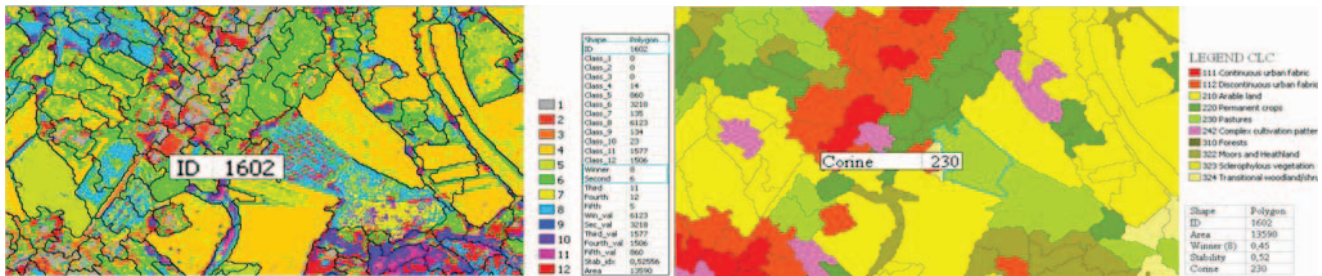 ID 1602
1
2
3
4
5
6
7
8
9
10
11
12
Shape Polygon
ID 1602
Class_1 0
Class_2 0
Class_3 0
Class_4 14
Class_5 860
Class_6 3218
Class_7 135
Class_8 6123
Class_9 134
Class_10 23
Class_11 1577
Class_12 1506
Winner 8
Second 6
Third 11
Fourth 12
Fifth 5
Win_val 6123
Sec_val 3218
Third_val 1577
Fourth_val 1506
Fifth_val 860
Stab_idx 0,52556
Area 13590
Corine 230
LEGEND CLC
111 Continuous urban fabric
112 Discontinuous urban fabric
210 Arable land
220 Permanent crops
230 Pastures
242 Complex cultivation patter
310 Forests
322 Moors and Heathland
323 Sclerophylous vegetation
324 Transitional woodland/shru
Shape Polygon
ID 1602
Area 13590
Winner (8) 0,45
Stability 0,52
Corine 230